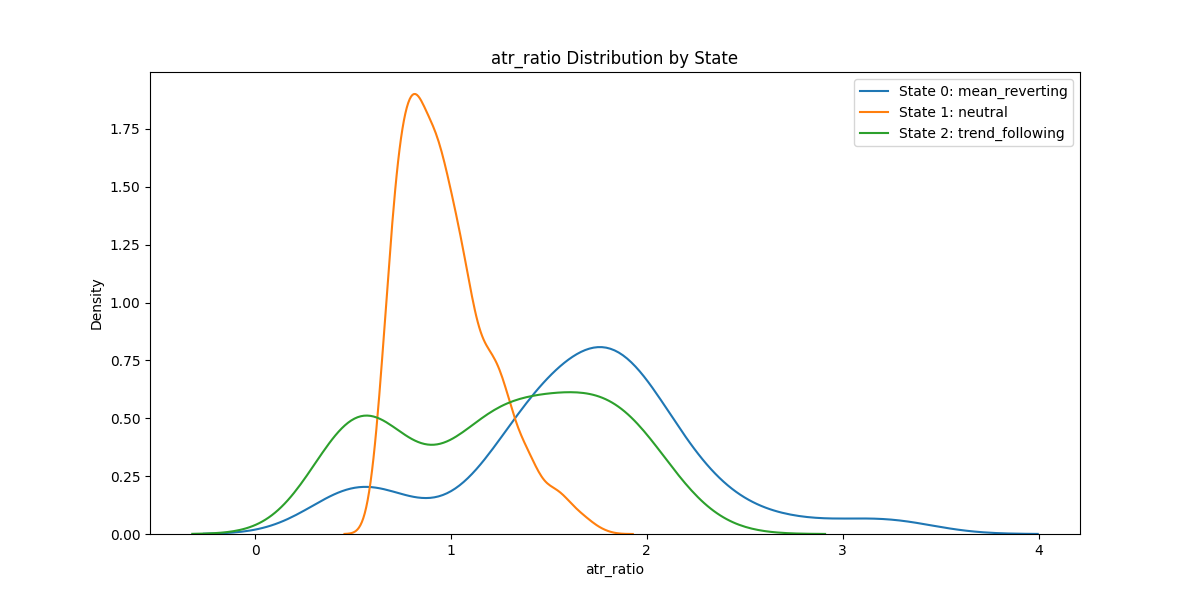 atr_ratio Distribution by State
State 0: mean_reverting
State 1: neutral
State 2: trend_following
Density
1.75
1.50
1.25
1.00
0.75
0.50
0.25
0.00
0 1 2 3 4
atr_ratio